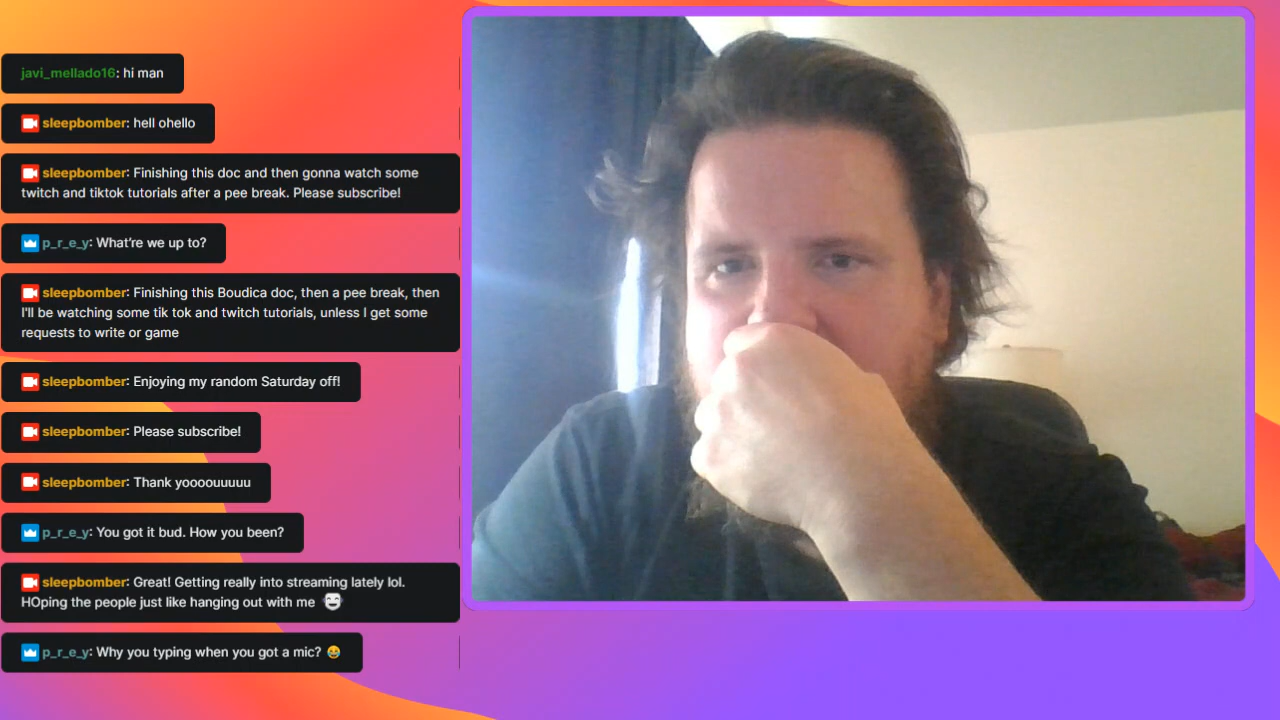 javi_mellado16: hi man
sleepbomber: hell ohello
sleepbomber: Finishing this doc and then gonna watch some
twitch and tiktok tutorials after a pee break. Please subscribe!
p_r_e_y: What're we up to?
sleepbomber: Finishing this Boudica doc, then a pee break, then
I'll be watching some tik tok and twitch tutorials, unless I get some
requests to write or game
sleepbomber: Enjoying my random Saturday off!
sleepbomber: Please subscribe!
sleepbomber: Thank yoooouuuuu
p_r_e_y: You got it bud. How you been?
sleepbomber: Great! Getting really into streaming lately lol.
HOping the people just like hanging out with me
p_r_e_y: Why you typing when you got a mic? 😂